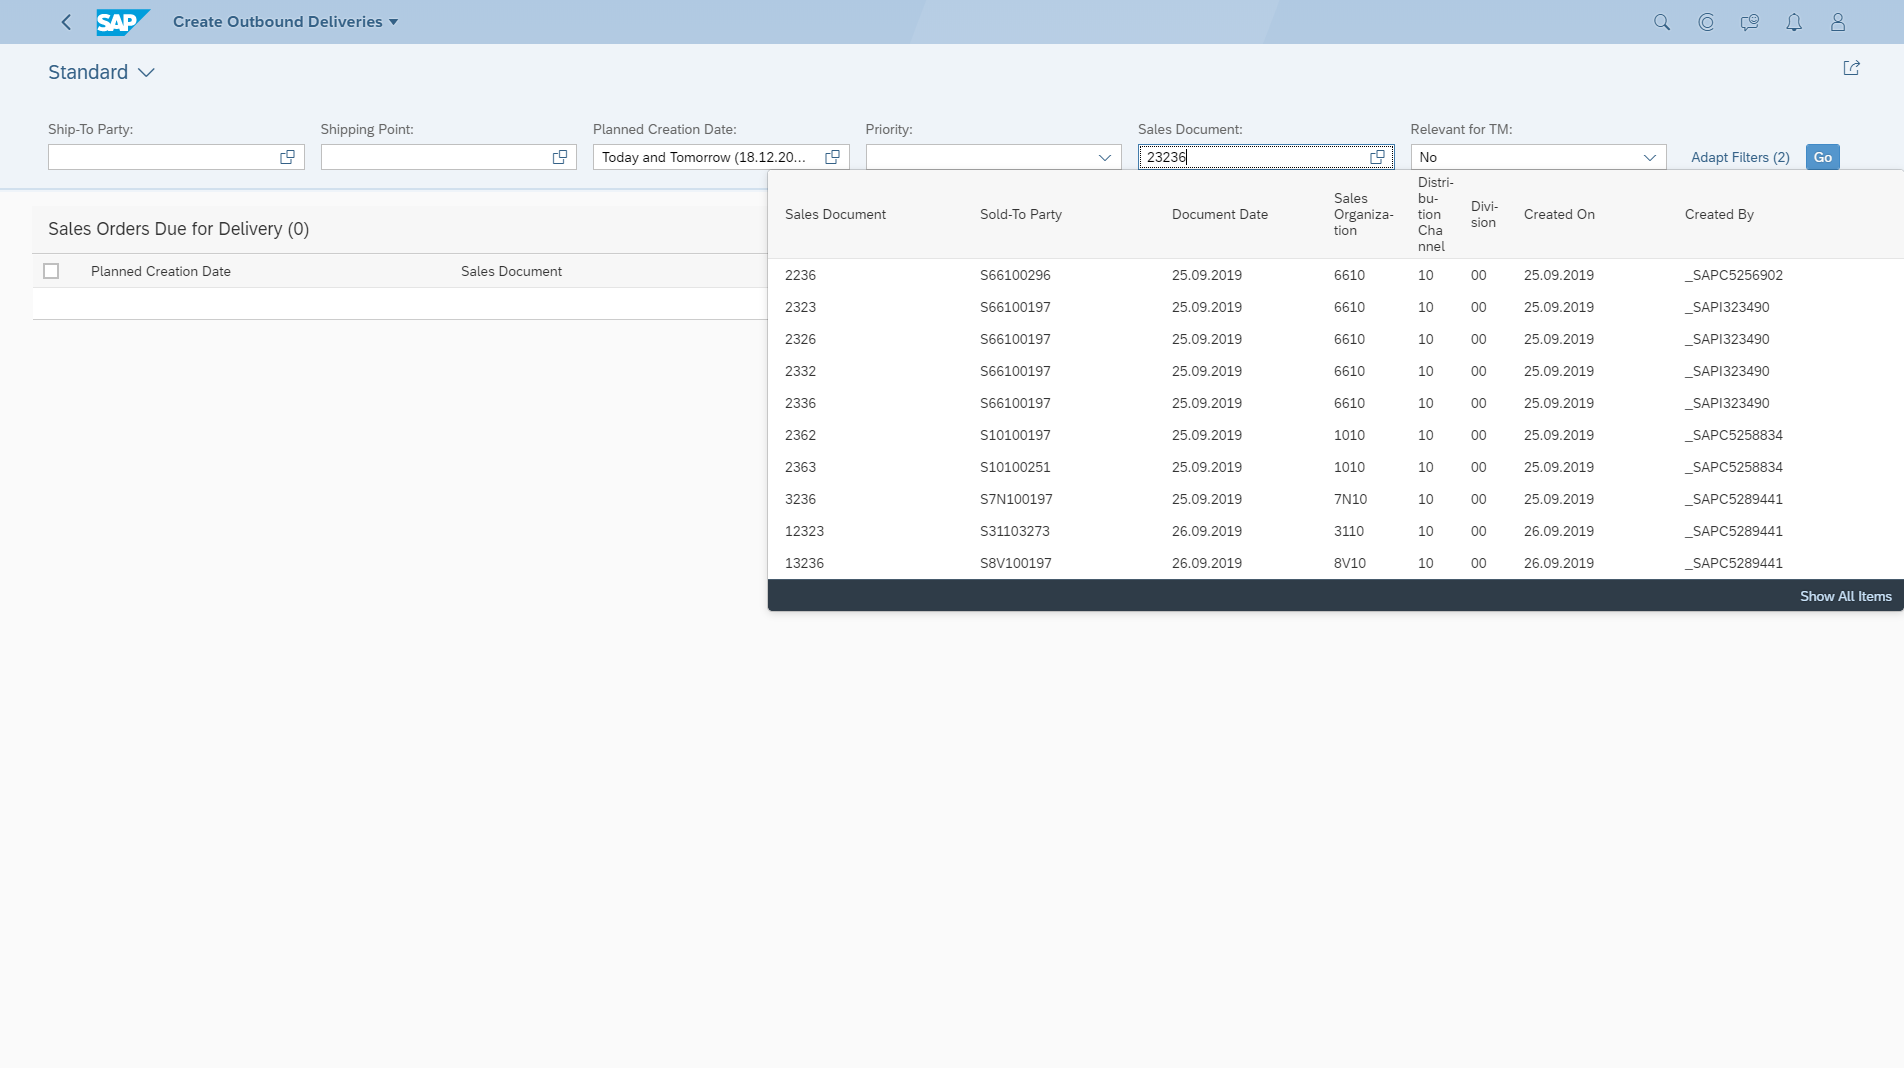 SAP Create Outbound Deliveries
Standard
Ship-To Party:
Shipping Point:
Planned Creation Date:
Priority:
Sales Document:
Relevant for TM:
Today and Tomorrow (18.12.20...
23236
No
Adapt Filters (2)
Go
Sales Orders Due for Delivery (0)
Planned Creation Date
Sales Document
Sales Document
Sold-To Party
Document Date
Sales
Organiza-
tion
Distri-
bu-
tion
Cha
nnel
Divi-
sion
Created On
Created By
2236 S66100296 25.09.2019 6610 10 00 25.09.2019 _SAPC5256902
2323 S66100197 25.09.2019 6610 10 00 25.09.2019 _SAPI323490
2326 S66100197 25.09.2019 6610 10 00 25.09.2019 _SAPI323490
2332 S66100197 25.09.2019 6610 10 00 25.09.2019 _SAPI323490
2336 S66100197 25.09.2019 6610 10 00 25.09.2019 _SAPI323490
2362 S10100197 25.09.2019 1010 10 00 25.09.2019 _SAPC5258834
2363 S10100251 25.09.2019 1010 10 00 25.09.2019 _SAPC5258834
3236 S7N100197 25.09.2019 7N10 10 00 25.09.2019 _SAPC5289441
12323 S31103273 26.09.2019 3110 10 00 26.09.2019 _SAPC5289441
13236 S8V100197 26.09.2019 8V10 10 00 26.09.2019 _SAPC5289441
Show All Items